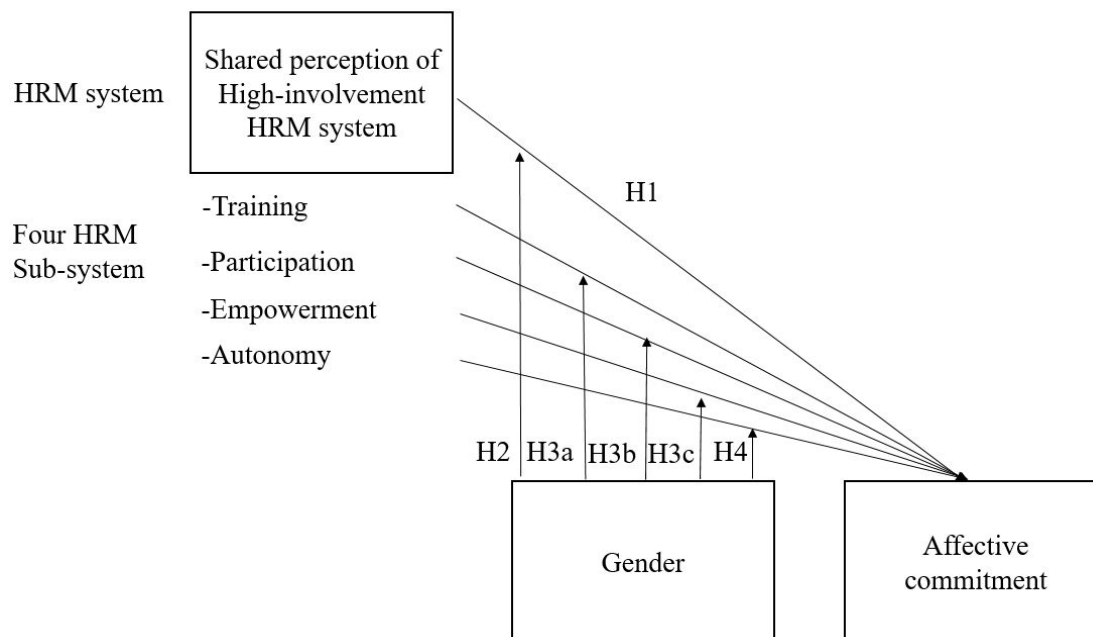 HRM system
Shared perception of
High-involvement
HRM system
Four HRM
Sub-system
-Training
-Participation
-Empowerment
-Autonomy
H1
H2
H3a
H3b
H3c
H4
Gender
Affective
commitment